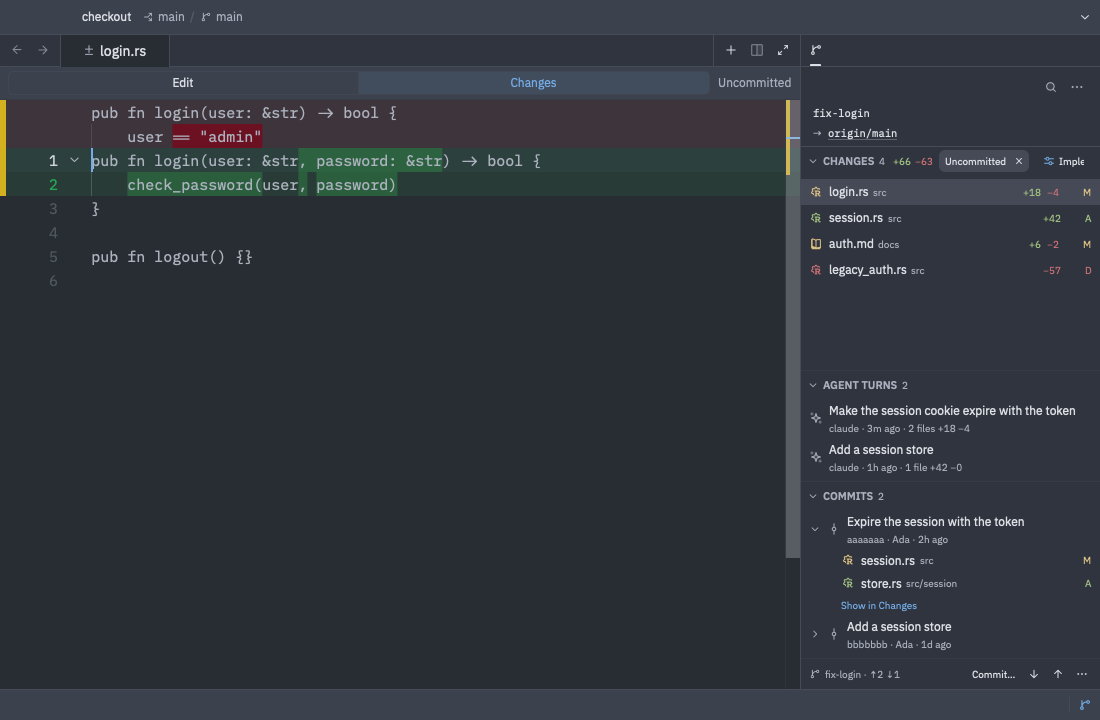 checkout main / main
± login.rs
Edit Changes Uncommitted
pub fn login(user: &str) -> bool {
user == "admin"
1 pub fn login(user: &str, password: &str) -> bool {
2 check_password(user, password)
3 }
4
5 pub fn logout() {}
6
fix-login
→ origin/main
CHANGES 4 +66 −63 Uncommitted × Imple
login.rs src +18 −4 M
session.rs src +42 A
auth.md docs +6 −2 M
legacy_auth.rs src −57 D
AGENT TURNS 2
Make the session cookie expire with the token
claude · 3m ago · 2 files +18 −4
Add a session store
claude · 1h ago · 1 file +42 −0
COMMITS 2
Expire the session with the token
aaaaaaa · Ada · 2h ago
session.rs src M
store.rs src/session A
Show in Changes
Add a session store
bbbbbbb · Ada · 1d ago
fix-login · ↑2 ↓1 Commit... ↓ ↑ ...